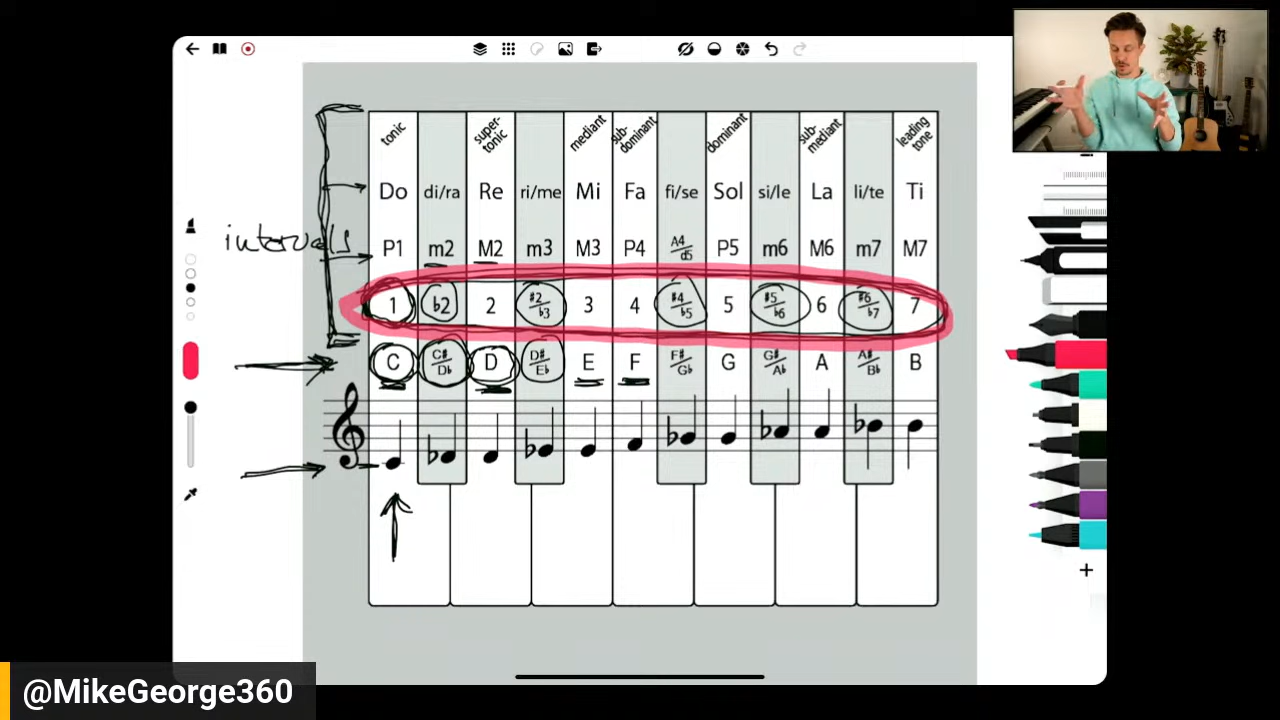 tonic super- tonic mediant sub- dominant dominant sub- mediant leading tone
Do di/ra Re ri/me Mi Fa fi/se Sol si/le La li/te Ti
intervals
P1 m2 M2 m3 M3 P4 A4/d5 P5 m6 M6 m7 M7
1 b2 2 #2/b3 3 4 #4/b5 5 #5/b6 6 #6/b7 7
C C#/Db D D#/Eb E F F#/Gb G G#/Ab A A#/Bb B
@MikeGeorge360